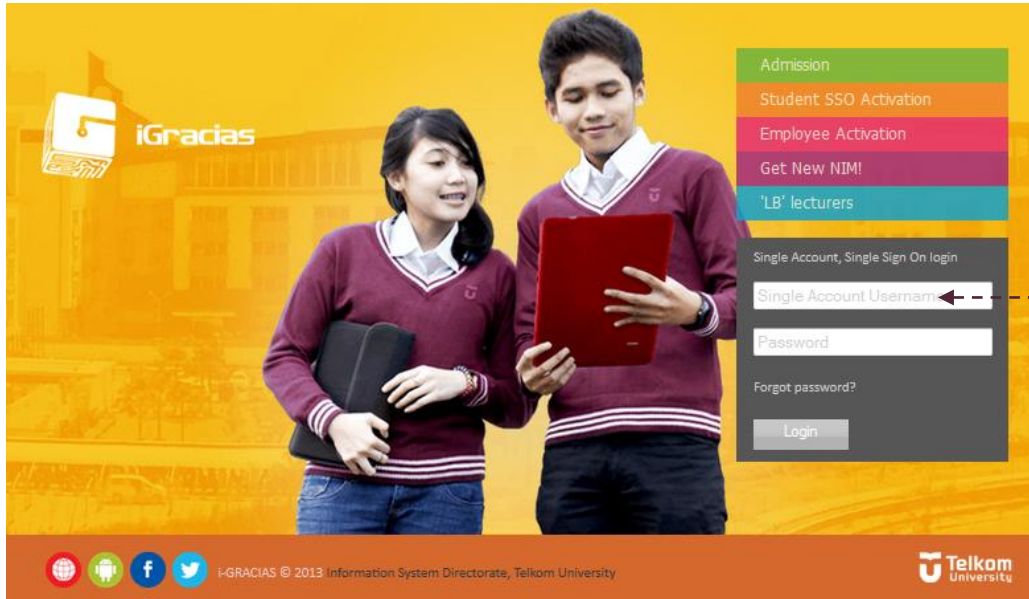 iGracias
Admission
Student SSO Activation
Employee Activation
Get New NIM!
'LB' lecturers
Single Account, Single Sign On login
Single Account Username
Password
Forgot password?
Login
i-GRACIAS © 2013 Information System Directorate, Telkom University
Telkom
University